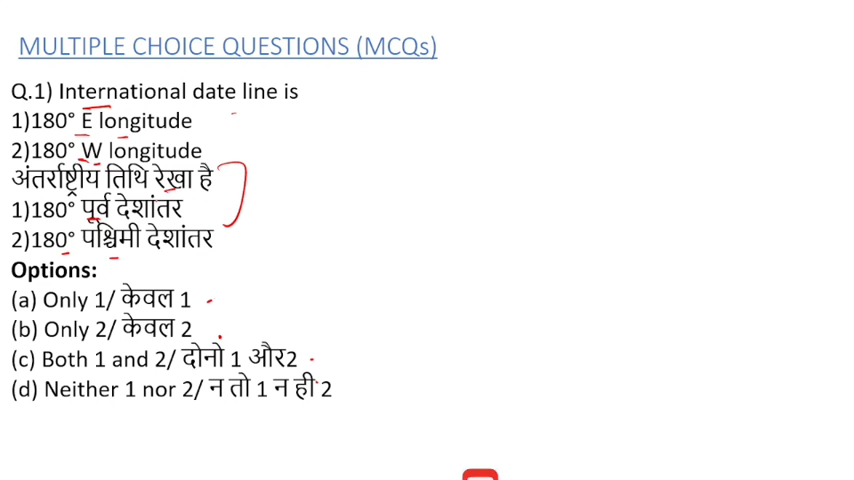 MULTIPLE CHOICE QUESTIONS (MCQs)
Q.1) International date line is
1)180° E longitude
2)180° W longitude
अंतर्राष्ट्रीय तिथि रेखा है
1)180° पूर्व देशांतर
2)180° पश्चिमी देशांतर
Options:
(a) Only 1/ केवल 1
(b) Only 2/ केवल 2
(c) Both 1 and 2/ दोनो 1 और2
(d) Neither 1 nor 2/ न तो 1 न ही 2